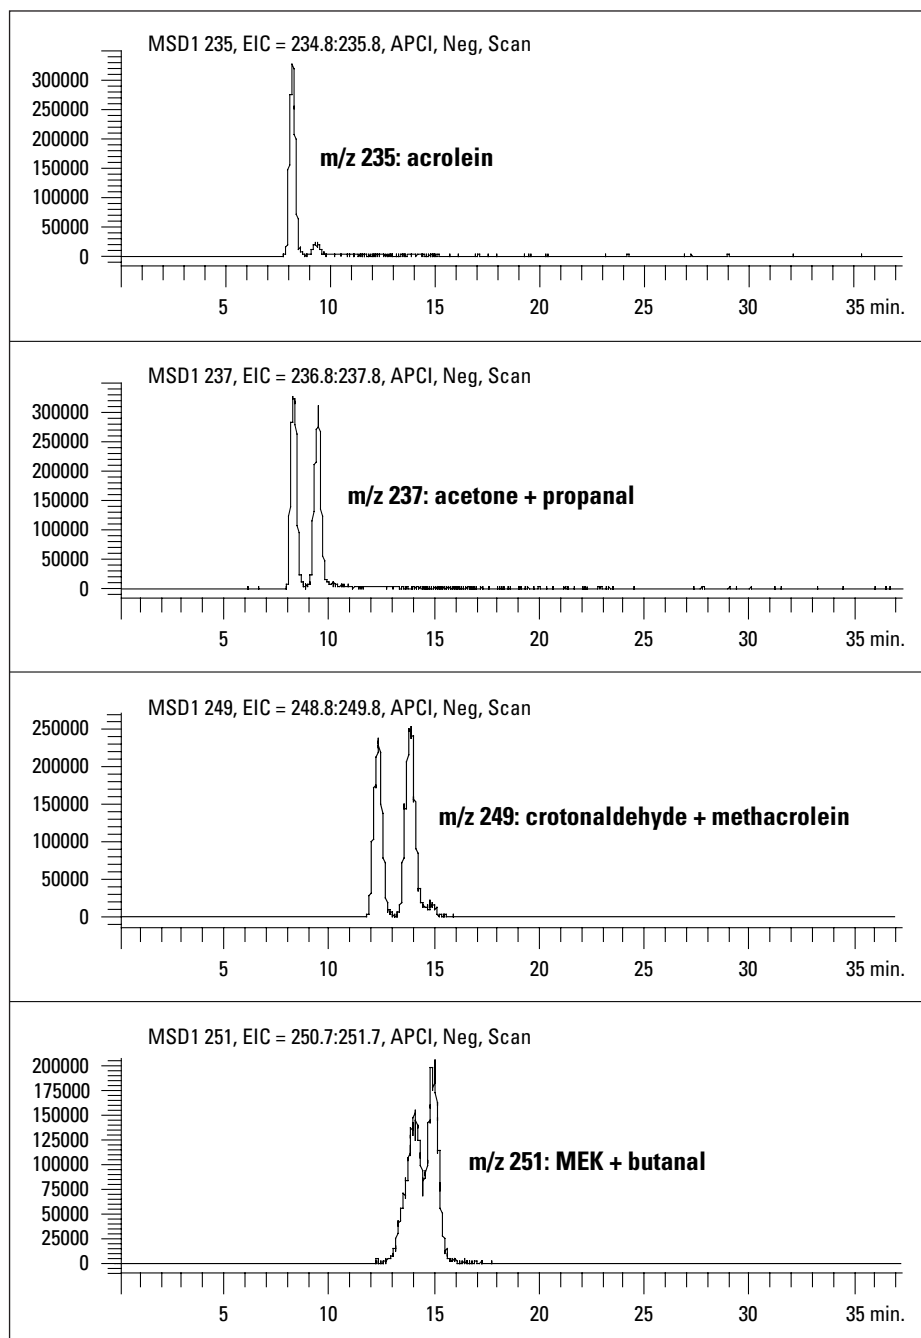 MSD1 235, EIC = 234.8:235.8, APCI, Neg, Scan
300000
250000
200000
150000
100000
50000
0
m/z 235: acrolein
5 10 15 20 25 30 35 min.
MSD1 237, EIC = 236.8:237.8, APCI, Neg, Scan
300000
250000
200000
150000
100000
50000
0
m/z 237: acetone + propanal
5 10 15 20 25 30 35 min.
MSD1 249, EIC = 248.8:249.8, APCI, Neg, Scan
250000
200000
150000
100000
50000
0
m/z 249: crotonaldehyde + methacrolein
5 10 15 20 25 30 35 min.
MSD1 251, EIC = 250.7:251.7, APCI, Neg, Scan
200000
175000
150000
125000
100000
75000
50000
25000
0
m/z 251: MEK + butanal
5 10 15 20 25 30 35 min.